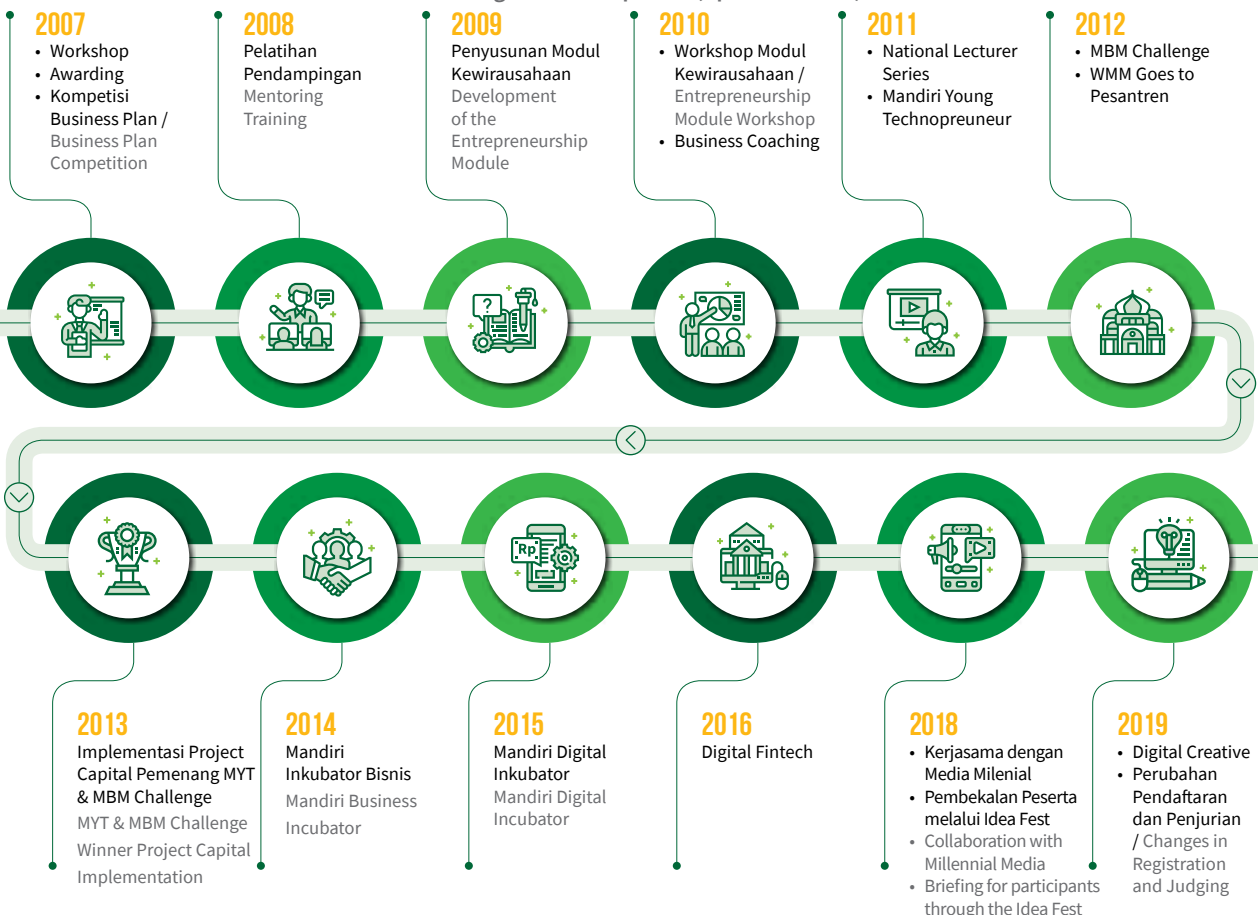 2007
• Workshop
• Awarding
• Kompetisi
Business Plan /
Business Plan
Competition
2008
Pelatihan
Pendampingan
Mentoring
Training
2009
Penyusunan Modul
Kewirausahaan
Development
of the
Entrepreneurship
Module
2010
• Workshop Modul
Kewirausahaan /
Entrepreneurship
Module Workshop
• Business Coaching
2011
• National Lecturer
Series
• Mandiri Young
Technopreuneur
2012
• MBM Challenge
• WMM Goes to
Pesantren
?
Rp
2013
Implementasi Project
Capital Pemenang MYT
& MBM Challenge
MYT & MBM Challenge
Winner Project Capital
Implementation
2014
Mandiri
Inkubator Bisnis
Mandiri Business
Incubator
2015
Mandiri Digital
Inkubator
Mandiri Digital
Incubator
2016
Digital Fintech
2018
• Kerjasama dengan
Media Milenial
• Pembekalan Peserta
melalui Idea Fest
• Collaboration with
Millennial Media
• Briefing for participants
through the Idea Fest
2019
• Digital Creative
• Perubahan
Pendaftaran
dan Penjurian
/ Changes in
Registration
and Judging